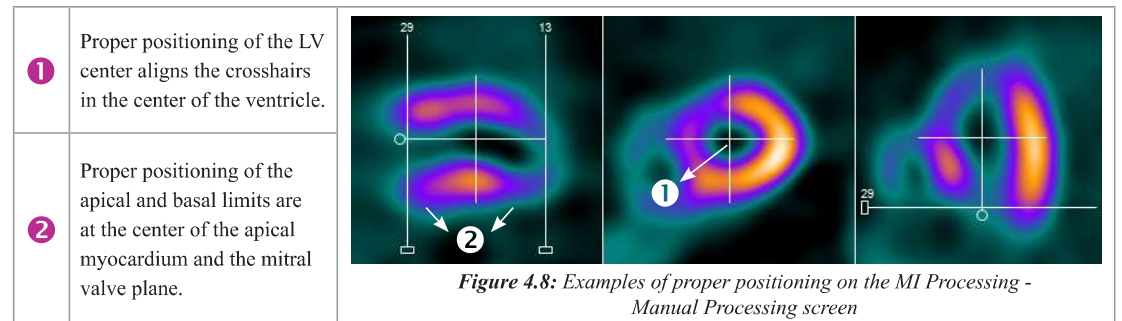 1
Proper positioning of the LV
center aligns the crosshairs
in the center of the ventricle.
2
Proper positioning of the
apical and basal limits are
at the center of the apical
myocardium and the mitral
valve plane.
29
13
2
1
29
Figure 4.8: Examples of proper positioning on the MI Processing -
Manual Processing screen